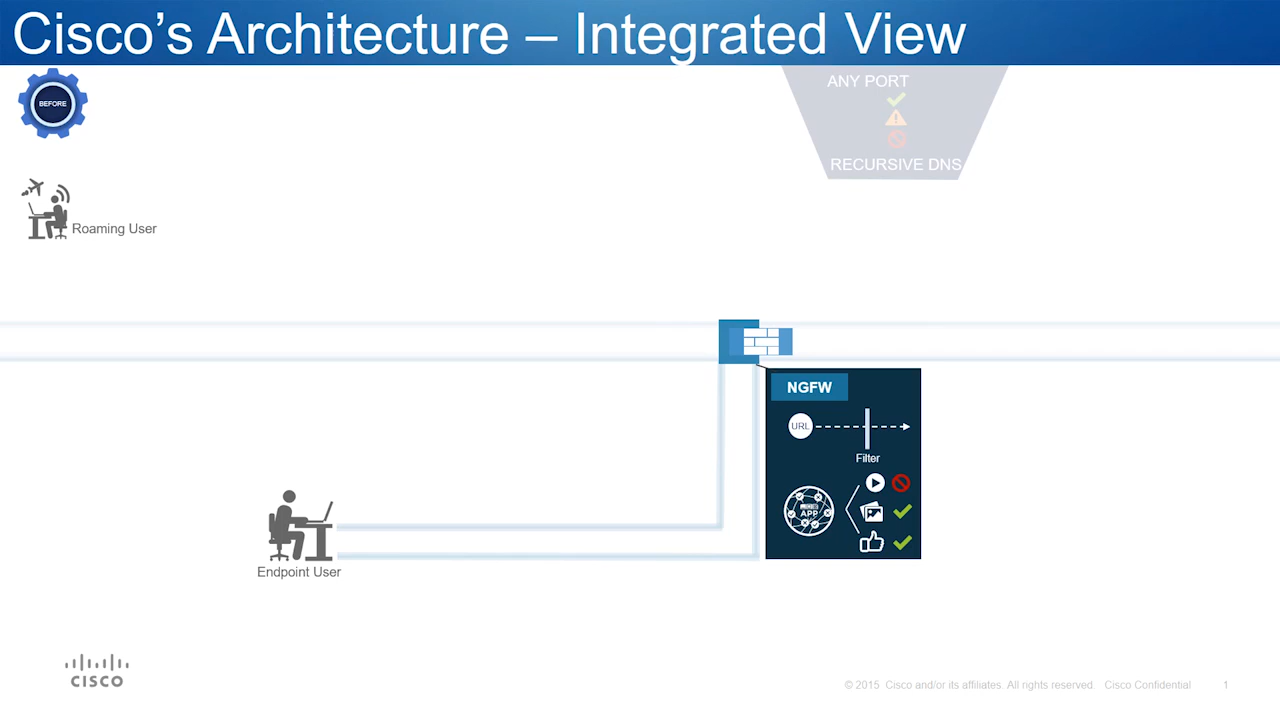 Cisco’s Architecture – Integrated View
BEFORE
ANY PORT
RECURSIVE DNS
Roaming User
NGFW
URL
Filter
APP
Endpoint User
CISCO
© 2015 Cisco and/or its affiliates. All rights reserved. Cisco Confidential 1